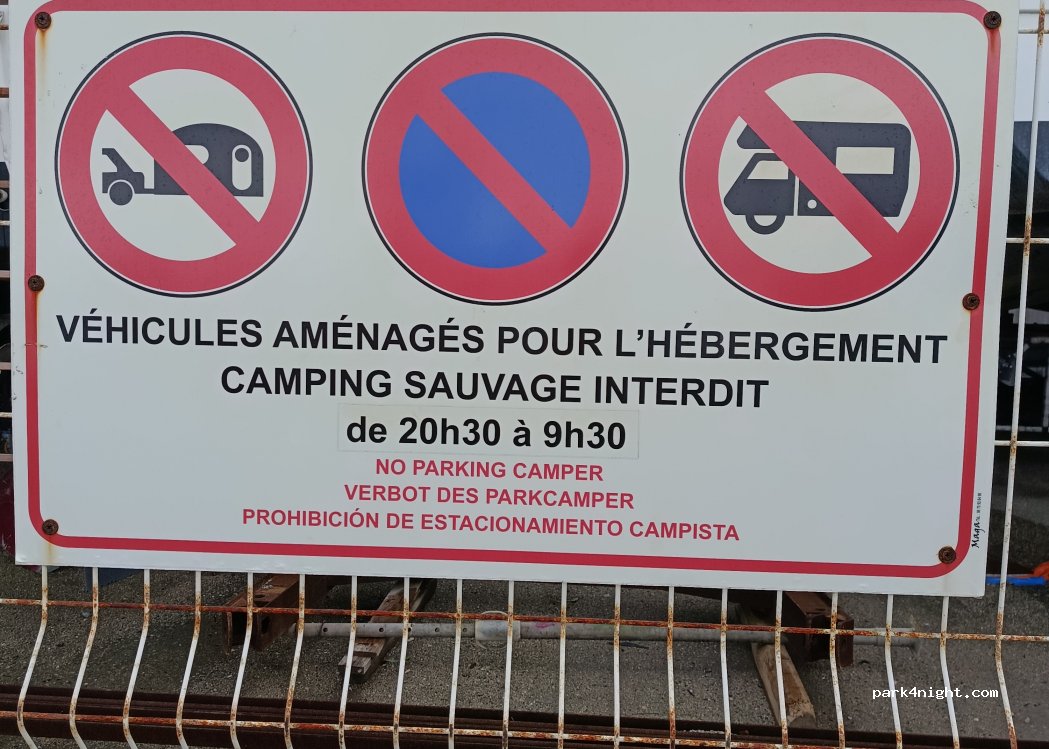 VÉHICULES AMÉNAGÉS POUR L'HÉBERGEMENT
CAMPING SAUVAGE INTERDIT
de 20h30 à 9h30
NO PARKING CAMPER
VERBOT DES PARKCAMPER
PROHIBICIÓN DE ESTACIONAMIENTO CAMPISTA
park4night.com